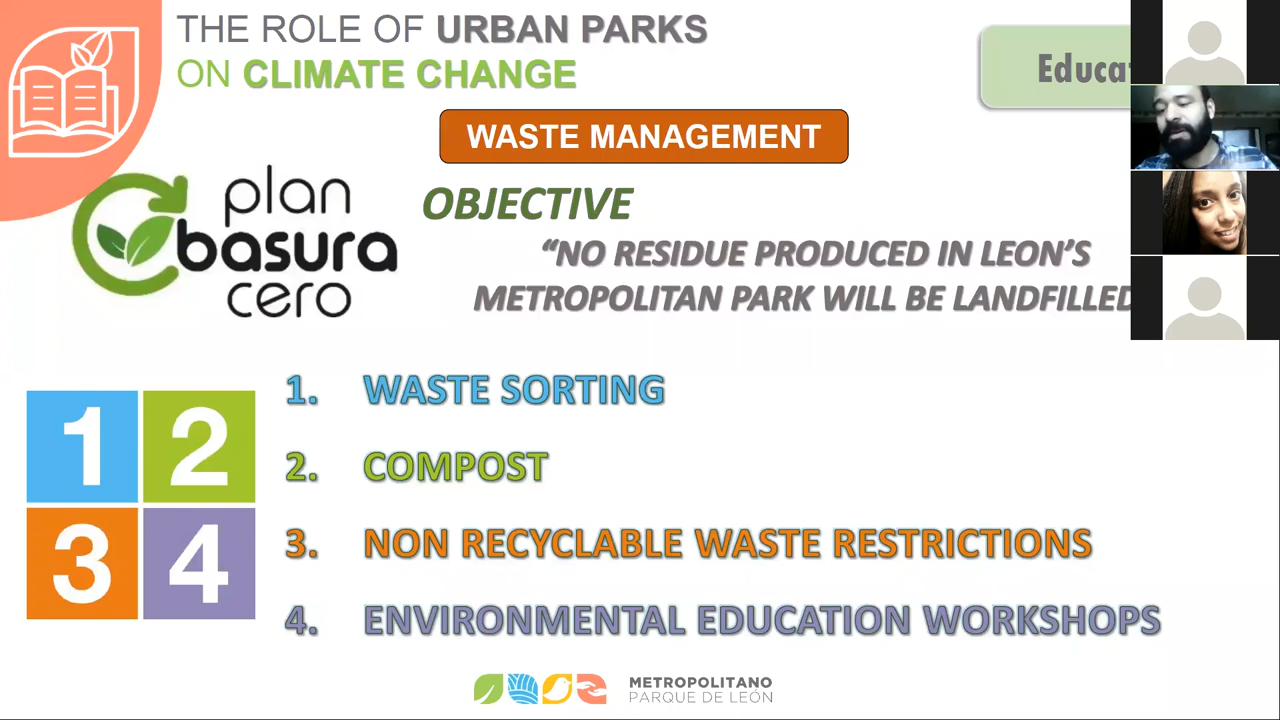 THE ROLE OF URBAN PARKS
ON CLIMATE CHANGE
WASTE MANAGEMENT
plan
basura
cero
OBJECTIVE
“NO RESIDUE PRODUCED IN LEON’S
METROPOLITAN PARK WILL BE LANDFILLED
1. WASTE SORTING
2. COMPOST
3. NON RECYCLABLE WASTE RESTRICTIONS
4. ENVIRONMENTAL EDUCATION WORKSHOPS
1 2
3 4
METROPOLITANO
PARQUE DE LEÓN